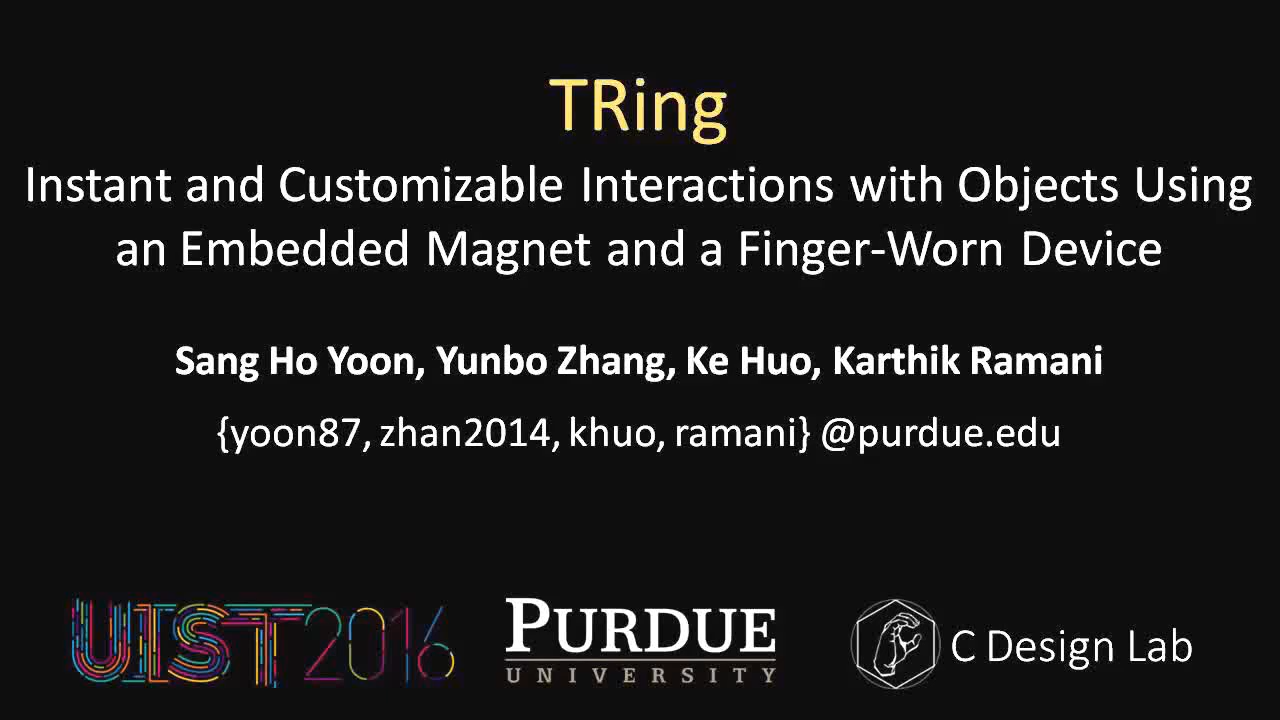 TRing
Instant and Customizable Interactions with Objects Using
an Embedded Magnet and a Finger-Worn Device
Sang Ho Yoon, Yunbo Zhang, Ke Huo, Karthik Ramani
{yoon87, zhan2014, khuo, ramani} @purdue.edu
UIST2016
PURDUE
UNIVERSITY
C Design Lab